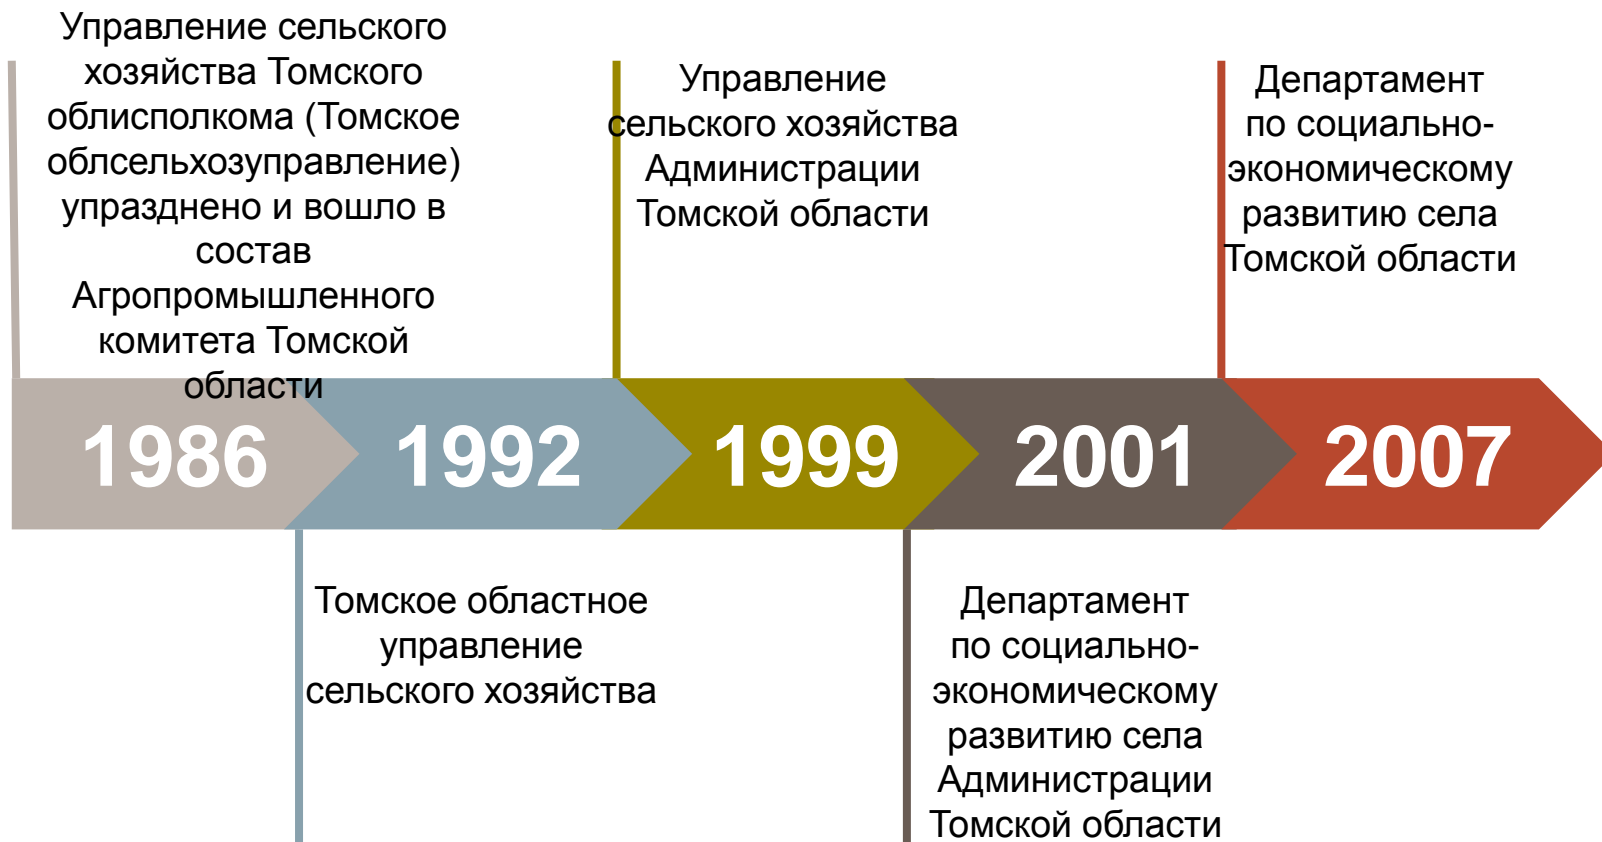 Управление сельского
хозяйства Томского
облисполкома (Томское
облсельхозуправление)
упразднено и вошло в
состав
Агропромышленного
комитета Томской
области
Управление
сельского хозяйства
Администрации
Томской области
Департамент
по социально-
экономическому
развитию села
Томской области
1986
1992
1999
2001
2007
Томское областное
управление
сельского хозяйства
Департамент
по социально-
экономическому
развитию села
Администрации
Томской области